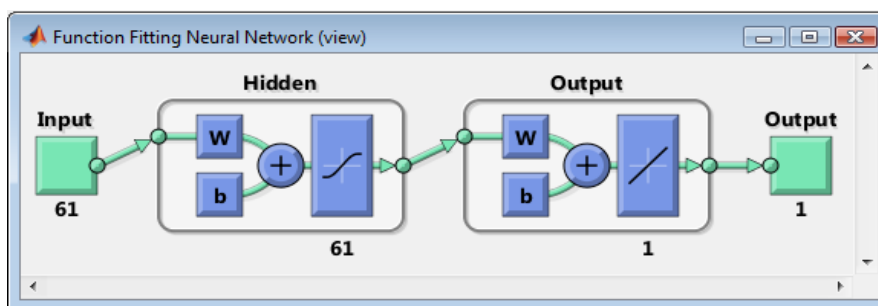 Function Fitting Neural Network (view)
Hidden
Output
Input
Output
W
W
+
+
b
b
61
61
1
1